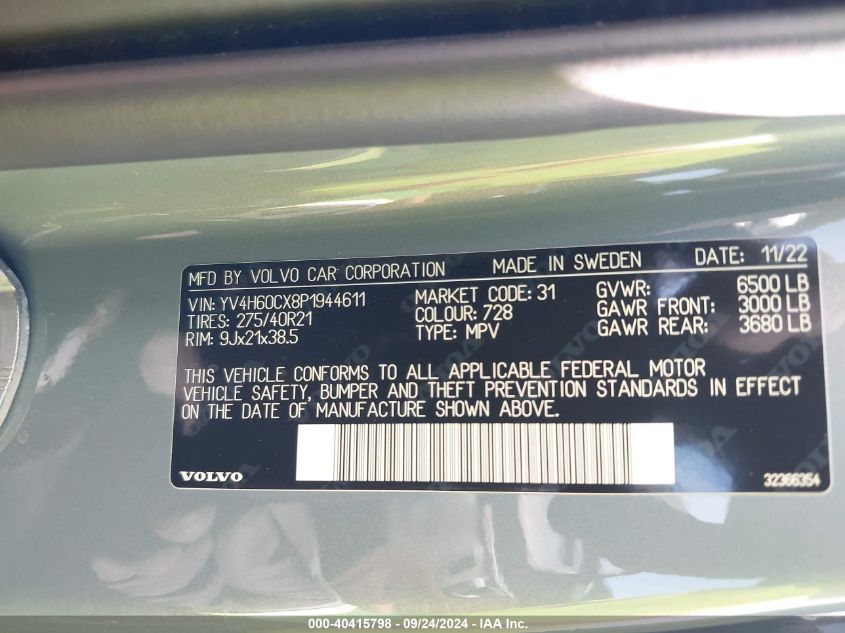 MFD BY VOLVO CAR CORPORATION MADE IN SWEDEN DATE: 11/22
VIN: YV4H60CX8P1944611 MARKET CODE: 31 GVWR: 6500 LB
TIRES: 275/40R21 COLOUR: 728 GAWR FRONT: 3000 LB
RIM: 9Jx21x38.5 TYPE: MPV GAWR REAR: 3680 LB
THIS VEHICLE CONFORMS TO ALL APPLICABLE FEDERAL MOTOR
VEHICLE SAFETY, BUMPER AND THEFT PREVENTION STANDARDS IN EFFECT
ON THE DATE OF MANUFACTURE SHOWN ABOVE.
VOLVO 32366354
000-40415798 - 09/24/2024 - IAA Inc.